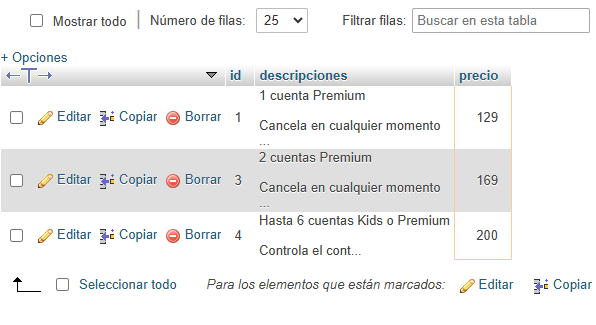 Mostrar todo Número de filas: 25 Filtrar filas: Buscar en esta tabla
+ Opciones
id descripciones precio
1 cuenta Premium
Editar Copiar Borrar 1 129
Cancela en cualquier momento
...
2 cuentas Premium
Editar Copiar Borrar 3 169
Cancela en cualquier momento
...
Hasta 6 cuentas Kids o Premium
Editar Copiar Borrar 4 200
Controla el cont...
Seleccionar todo Para los elementos que están marcados: Editar Copiar